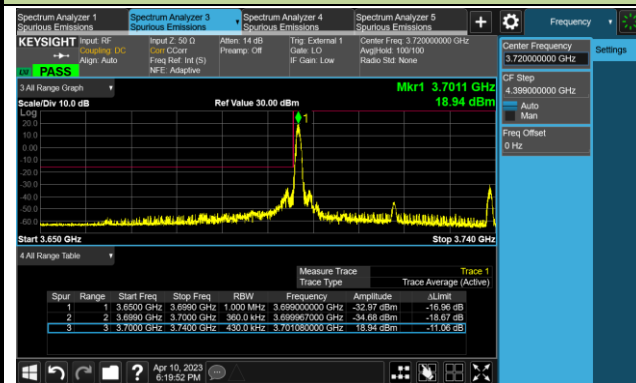 Spectrum Analyzer 1
Spurious Emissions
Spectrum Analyzer 3
Spurious Emissions
Spectrum Analyzer 4
Spurious Emissions
Spectrum Analyzer 5
Spurious Emissions
+
Frequency
KEYSIGHT
Input: RF
Coupling: DC
Align: Auto
Input Z: 50 Ω
Corr CCorr
Freq Ref: Int (S)
NFE: Adaptive
Atten: 14 dB
Preamp: Off
Trig: External 1
Gate: LO
IF Gain: Low
Center Freq: 3.720000000 GHz
Avg|Hold: 100/100
Radio Std: None
PASS
3 All Range Graph
Mkr1 3.7011 GHz
Scale/Div 10.0 dB
Ref Value 30.00 dBm
18.94 dBm
Log
20.0
10.0
0.00
-10.0
-20.0
-30.0
-40.0
-50.0
-60.0
1
Start 3.650 GHz
Stop 3.740 GHz
4 All Range Table
Measure Trace Trace 1
Trace Type Trace Average (Active)
Spur Range Start Freq Stop Freq RBW Frequency Amplitude ΔLimit
1 1 3.6500 GHz 3.6990 GHz 1.000 MHz 3.699000000 GHz -32.97 dBm -16.96 dB
2 2 3.6990 GHz 3.7000 GHz 360.0 kHz 3.699967000 GHz -34.68 dBm -18.67 dB
3 3 3.7000 GHz 3.7400 GHz 430.0 kHz 3.701080000 GHz 18.94 dBm -11.06 dB
Center Frequency
3.72000000 GHz
Settings
CF Step
4.399000000 GHz
Auto
Man
Freq Offset
0 Hz
?
Apr 10, 2023
6:19:52 PM